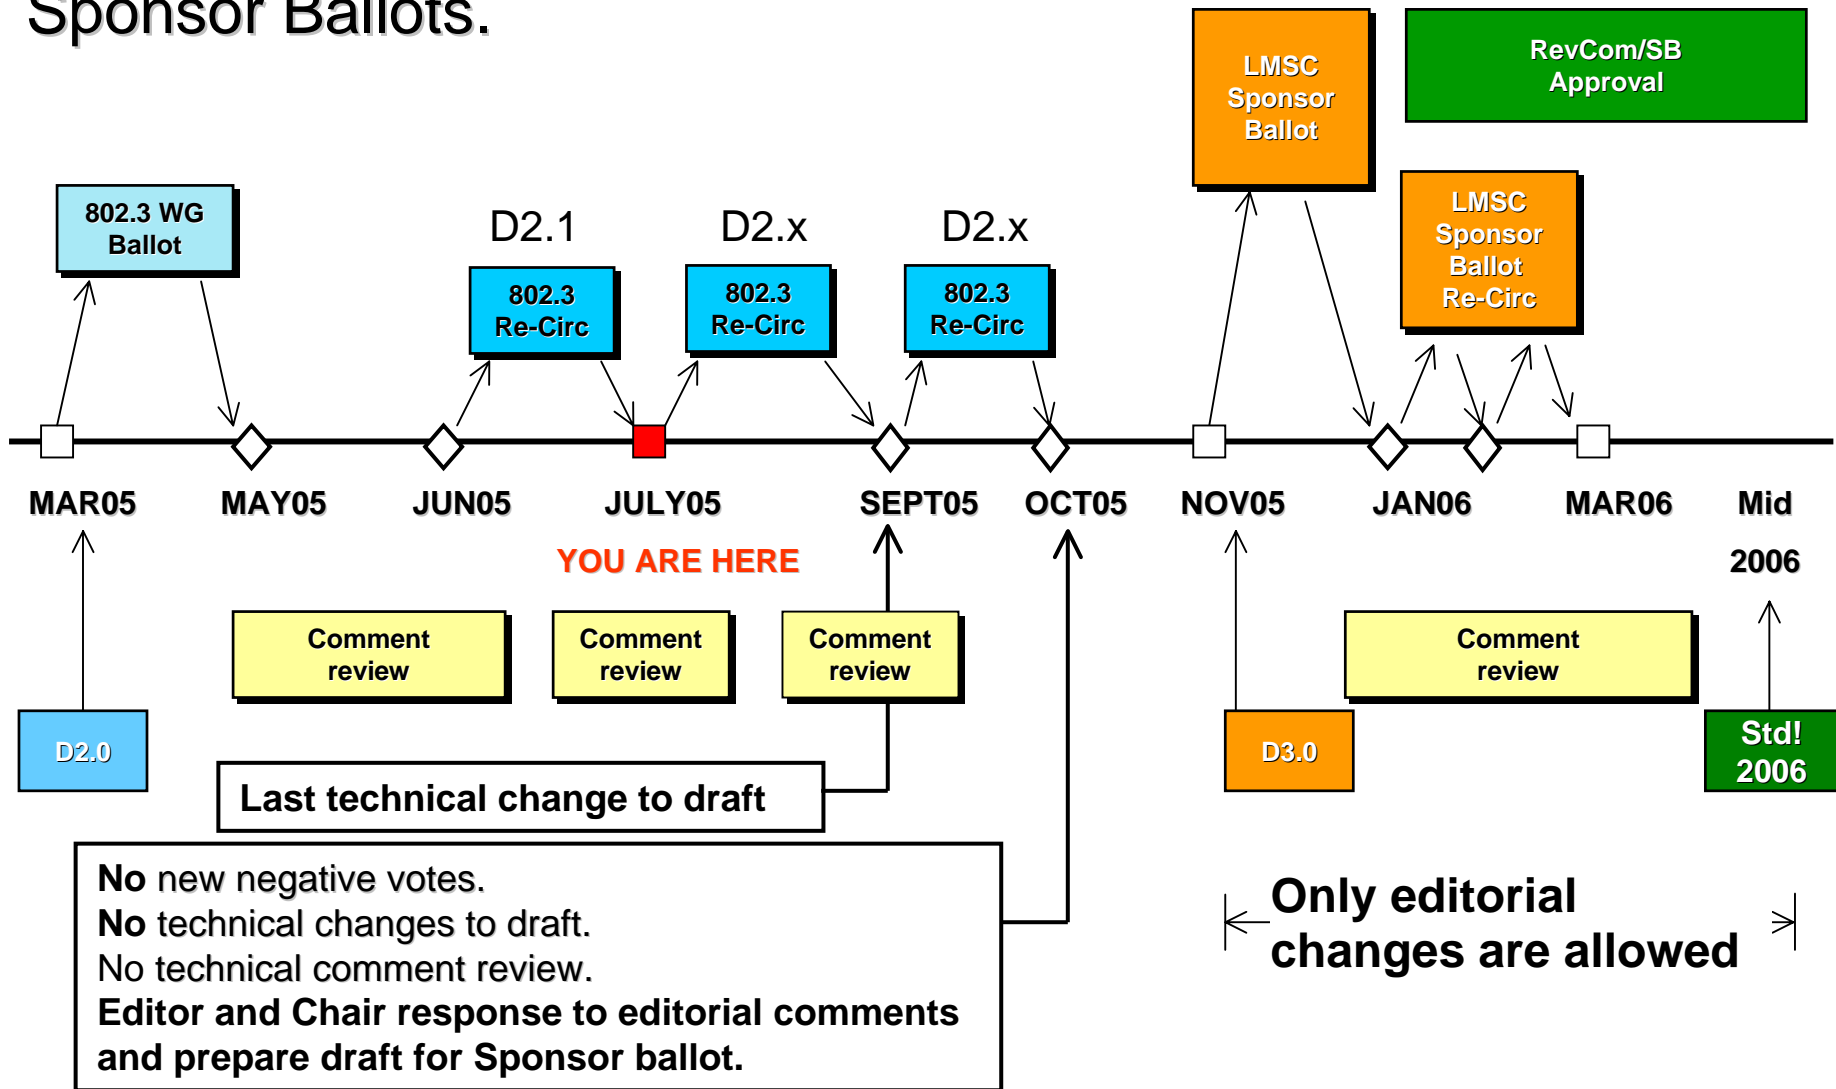 Sponsor Ballots.
LMSC
Sponsor
Ballot
RevCom/SB
Approval
802.3 WG
Ballot
D2.1
D2.x
D2.x
LMSC
Sponsor
Ballot
Re-Circ
802.3
Re-Circ
802.3
Re-Circ
802.3
Re-Circ
MAR05
MAY05
JUN05
JULY05
SEPT05
OCT05
NOV05
JAN06
MAR06
Mid
2006
YOU ARE HERE
Comment
review
Comment
review
Comment
review
Comment
review
D2.0
D3.0
Std!
2006
Last technical change to draft
No new negative votes.
No technical changes to draft.
No technical comment review.
Editor and Chair response to editorial comments
and prepare draft for Sponsor ballot.
Only editorial
changes are allowed